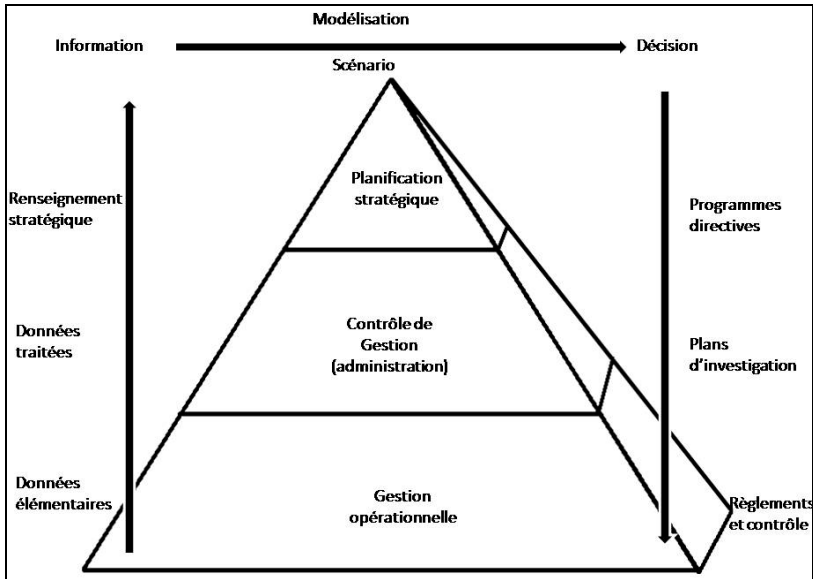 Modélisation
Information
Décision
Scénario
Renseignement
stratégique
Planification
stratégique
Programmes
directives
Données
traitées
Contrôle de
Gestion
(administration)
Plans
d'investigation
Données
élémentaires
Gestion
opérationnelle
Règlements
et contrôle